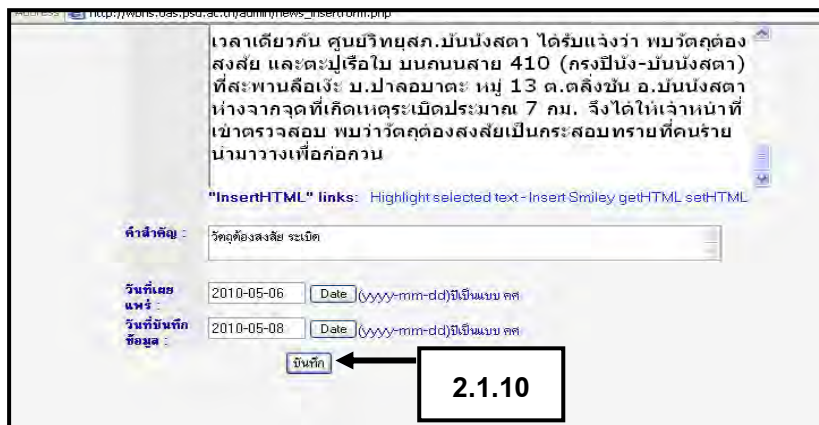 Address http://wbns.oas.psu.ac.th/admin/news_insertform.php
เวลาเดียวกัน ศูนย์วิทยุสภ.บันนังสตา ได้รับแจ้งว่า พบวัตถุต้อง
สงสัย และตะปูเรือใบ บนถนนสาย 410 (กรงปินัง-บันนังสตา)
ที่สะพานลือเง๊ะ บ.ปาลอบาตะ หมู่ 13 ต.ตลิ่งชัน อ.บันนังสตา
ห่างจากจุดที่เกิดเหตุระเบิดประมาณ 7 กม. จึงได้ให้เจ้าหน้าที่
เข้าตรวจสอบ พบว่าวัตถุต้องสงสัยเป็นกระสอบทรายที่คนร้าย
นำมาวางเพื่อก่อกวน
"InsertHTML" links: Highlight selected text - Insert Smiley getHTML setHTML
คำสำคัญ : วัตถุต้องสงสัย ระเบิด
วันที่เผยแพร่ : 2010-05-06 Date (yyyy-mm-dd)ปีเป็นแบบ คศ
วันที่บันทึกข้อมูล : 2010-05-08 Date (yyyy-mm-dd)ปีเป็นแบบ คศ
บันทึก
2.1.10